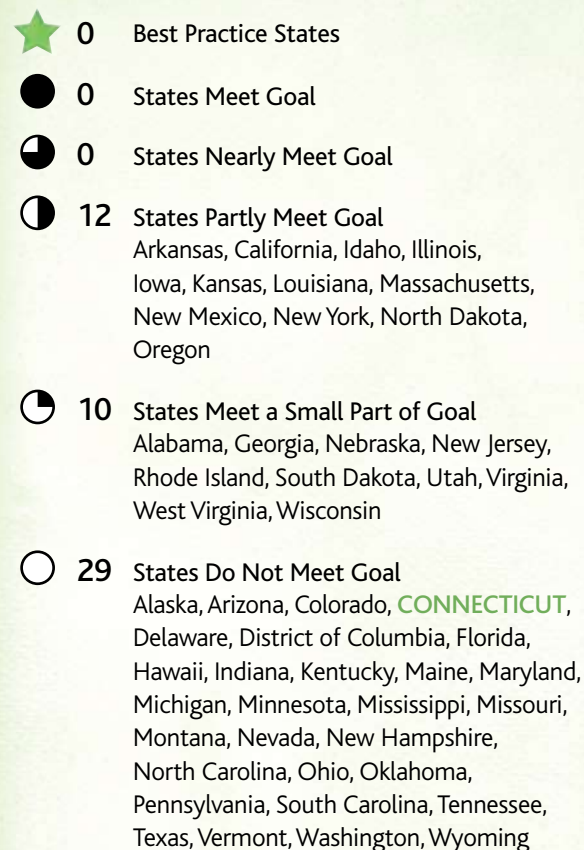 0 Best Practice States
0 States Meet Goal
0 States Nearly Meet Goal
12 States Partly Meet Goal
Arkansas, California, Idaho, Illinois,
Iowa, Kansas, Louisiana, Massachusetts,
New Mexico, New York, North Dakota,
Oregon
10 States Meet a Small Part of Goal
Alabama, Georgia, Nebraska, New Jersey,
Rhode Island, South Dakota, Utah, Virginia,
West Virginia, Wisconsin
29 States Do Not Meet Goal
Alaska, Arizona, Colorado, CONNECTICUT,
Delaware, District of Columbia, Florida,
Hawaii, Indiana, Kentucky, Maine, Maryland,
Michigan, Minnesota, Mississippi, Missouri,
Montana, Nevada, New Hampshire,
North Carolina, Ohio, Oklahoma,
Pennsylvania, South Carolina, Tennessee,
Texas, Vermont, Washington, Wyoming